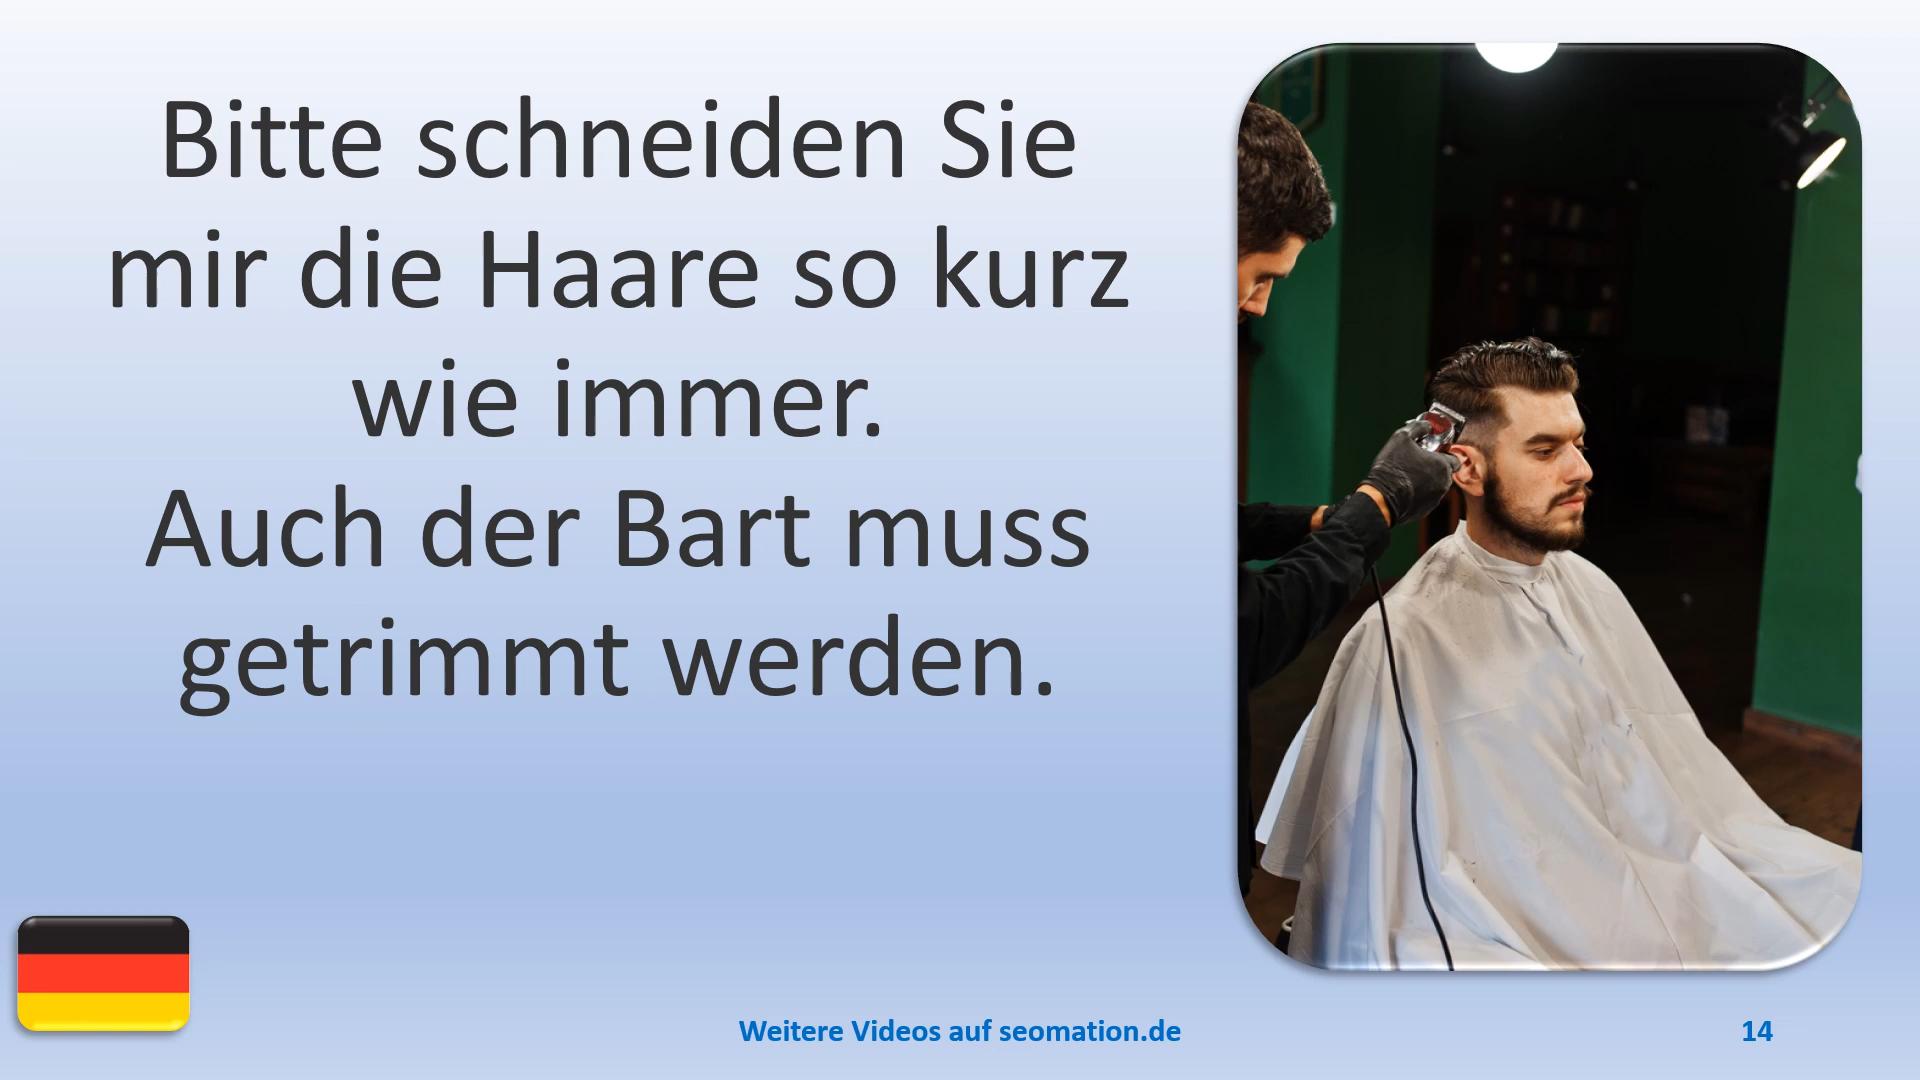 Bitte schneiden Sie
mir die Haare so kurz
wie immer.
Auch der Bart muss
getrimmt werden.
Weitere Videos auf seomation.de
14